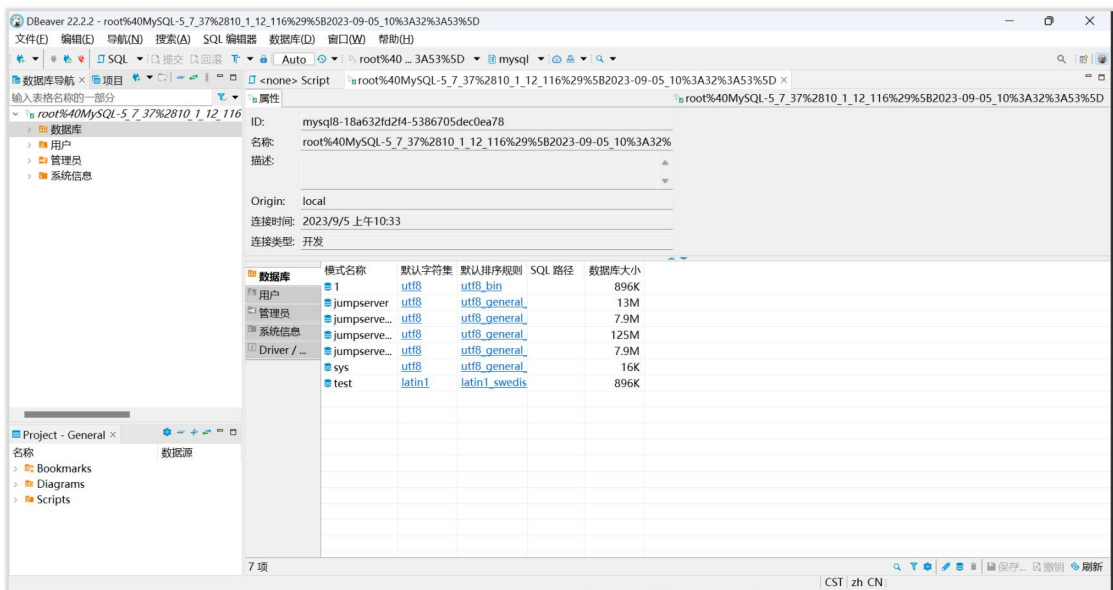 DBeaver 22.2.2 - root%40MySQL-5_7_37%2810_1_12_116%29%5B2023-09-05_10%3A32%3A53%5D
文件(F) 编辑(E) 导航(N) 搜索(A) SQL 编辑器 数据库(D) 窗口(W) 帮助(H)
SQL 提交 回滚 Auto root%40 ... 3A53%5D mysql
数据库导航 项目 <none> Script root%40MySQL-5_7_37%2810_1_12_116%29%5B2023-09-05_10%3A32%3A53%5D
输入表格名称的一部分 属性 root%40MySQL-5_7_37%2810_1_12_116%29%5B2023-09-05_10%3A32%3A53%5D
root%40MySQL-5_7_37%2810_1_12_116
数据库
用户
管理员
系统信息
ID: mysql8-18a632fd2f4-5386705dec0ea78
名称: root%40MySQL-5_7_37%2810_1_12_116%29%5B2023-09-05_10%3A32%
描述:
Origin: local
连接时间: 2023/9/5 上午10:33
连接类型: 开发
数据库
用户
管理员
系统信息
Driver / ...
模式名称 默认字符集 默认排序规则 SQL 路径 数据库大小
1 utf8 utf8_bin 896K
jumpserver utf8 utf8_general_ 13M
jumpserve... utf8 utf8_general_ 7.9M
jumpserve... utf8 utf8_general_ 125M
jumpserve... utf8 utf8_general_ 7.9M
sys utf8 utf8_general_ 16K
test latin1 latin1_swedis 896K
Project - General
名称 数据源
Bookmarks
Diagrams
Scripts
7 项 保存... 撤销 刷新
CST zh CN